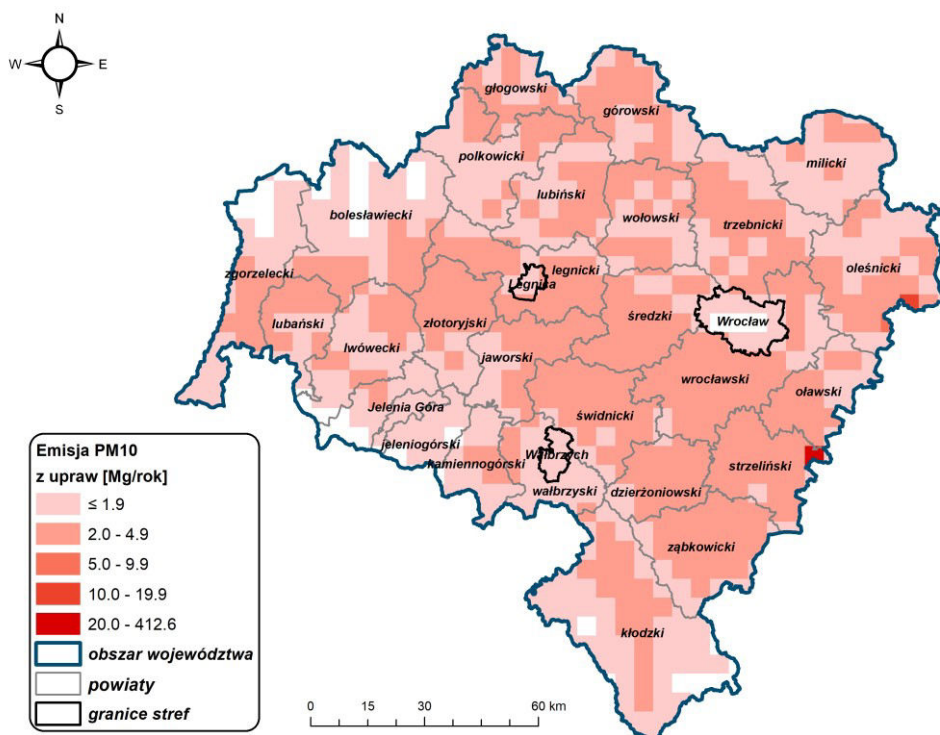 N
W
E
S
głogowski
górowski
polkowicki
milicki
lubiński
bolesławiecki
wołowski
trzebnicki
zgorzelecki
legnicki
oleśnicki
Legnica
lubański
złotoryjski
średzki
Wrocław
lwówecki
jaworski
wrocławski
oławski
Jelenia Góra
świdnicki
jeleniogórski
Wałbrzych
kamiennogórski
strzeliński
wałbrzyski
dzierżoniowski
ząbkowicki
kłodzki
Emisja PM10
z upraw [Mg/rok]
≤ 1.9
2.0 - 4.9
5.0 - 9.9
10.0 - 19.9
20.0 - 412.6
obszar województwa
powiaty
granice stref
0 15 30 60 km